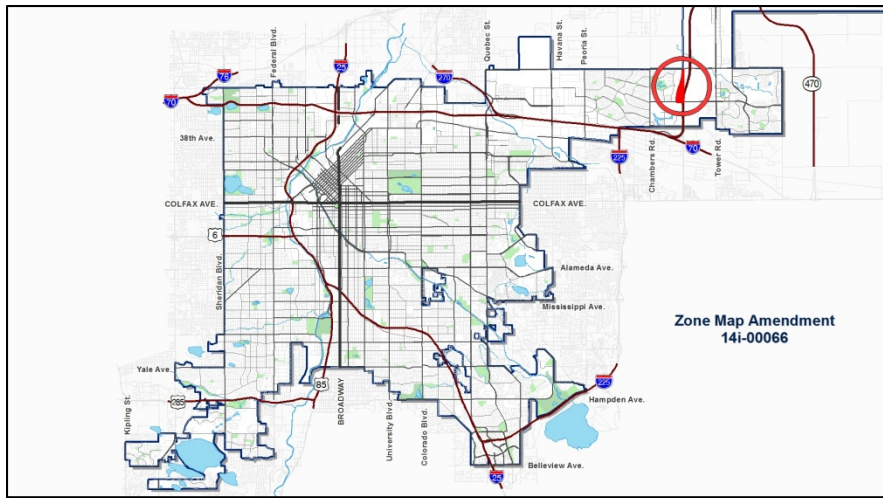 Federal Blvd.
Quebec St.
Havana St.
Peoria St.
76
25
270
70
470
38th Ave.
225
Chambers Rd.
70
Tower Rd.
COLFAX AVE.
COLFAX AVE.
6
Sheridan Blvd.
Alameda Ave.
Mississippi Ave.
Zone Map Amendment
14i-00066
Yale Ave.
85
225
Kipling St.
285
BROADWAY
University Blvd.
Colorado Blvd.
Hampden Ave.
Belleview Ave.
25